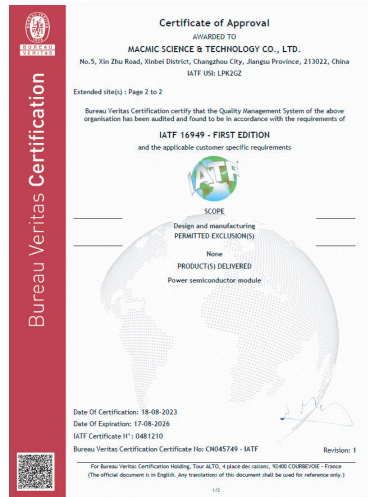 BUREAU
VERITAS
Bureau Veritas Certification
Certificate of Approval
AWARDED TO
MACMIC SCIENCE & TECHNOLOGY CO., LTD.
No.5, Xin Zhu Road, Xinbei District, Changzhou City, Jiangsu Province, 213022, China
IATF USI: LPK2GZ
Extended site(s) : Page 2 to 2
Bureau Veritas Certification certify that the Quality Management System of the above
organisation has been audited and found to be in accordance with the requirements of
IATF 16949 - FIRST EDITION
and the applicable customer specific requirements
IATF
SCOPE
Design and manufacturing
PERMITTED EXCLUSION(S)
None
PRODUCT(S) DELIVERED
Power semiconductor module
Date Of Certification: 18-08-2023
Date Of Expiration: 17-08-2026
IATF Certificate N°: 0481210
Bureau Veritas Certification Certificate No: CN045749 - IATF
Revision: 1
For Bureau Veritas Certification Holding, Tour ALTO, 4 place des saisons, 92400 COURBEVOIE - France
(The official document is in English. Any translations of this document shall be used for reference only.)
1/2